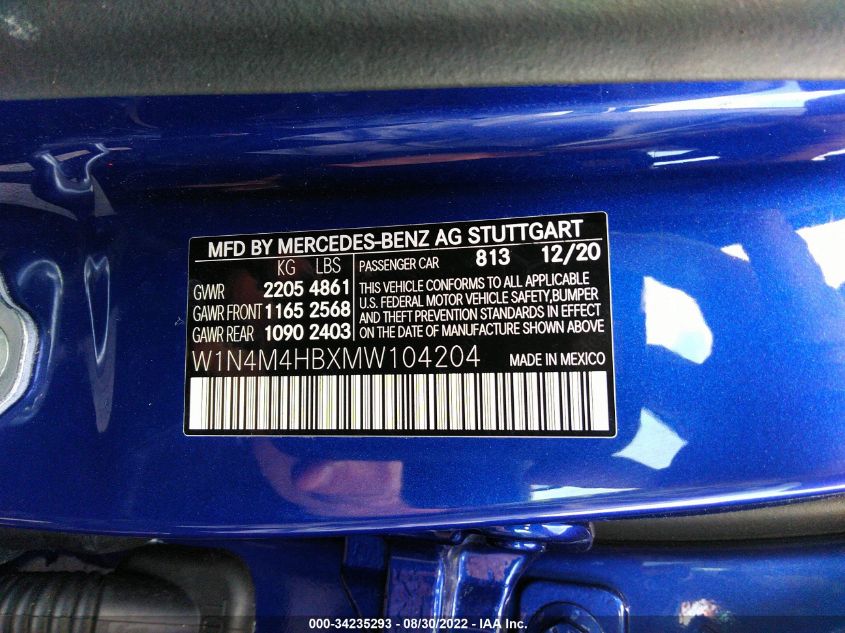 MFD BY MERCEDES-BENZ AG STUTTGART
KG LBS
GVWR 2205 4861
GAWR FRONT 1165 2568
GAWR REAR 1090 2403
PASSENGER CAR 813 12/20
THIS VEHICLE CONFORMS TO ALL APPLICABLE
U.S. FEDERAL MOTOR VEHICLE SAFETY,BUMPER
AND THEFT PREVENTION STANDARDS IN EFFECT
ON THE DATE OF MANUFACTURE SHOWN ABOVE
W1N4M4HBXMW104204 MADE IN MEXICO
000-34235293 - 08/30/2022 - IAA Inc.